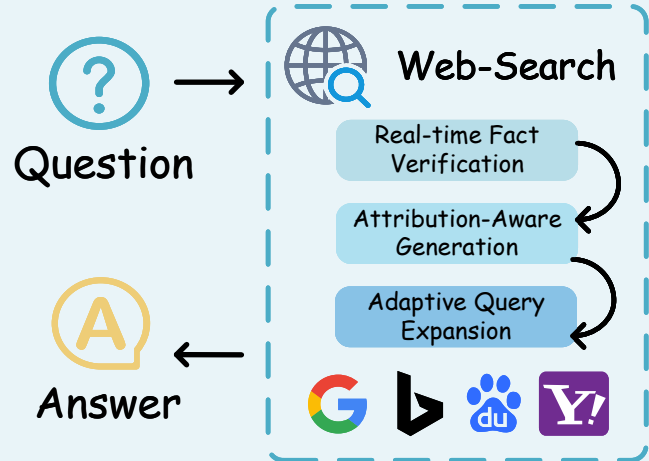 Question
Web-Search
Real-time Fact
Verification
Attribution-Aware
Generation
Adaptive Query
Expansion
A
Answer
G
b
du
Y!